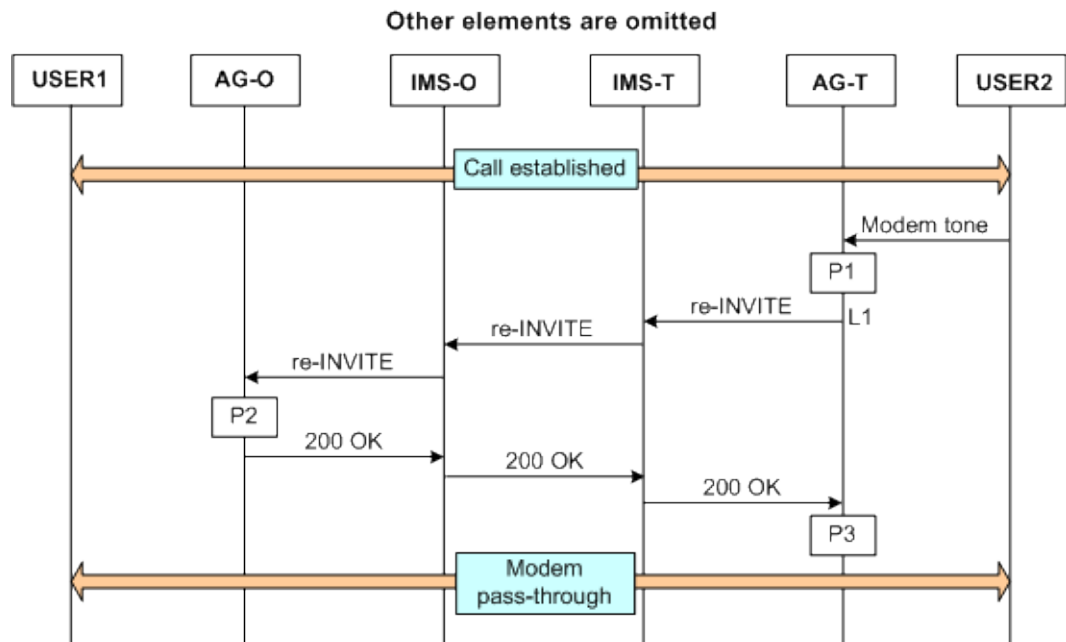 Other elements are omitted
USER1 AG-O IMS-O IMS-T AG-T USER2
Call established
Modem tone
P1
re-INVITE L1
re-INVITE
re-INVITE
P2
200 OK
200 OK
200 OK
P3
Modem
pass-through